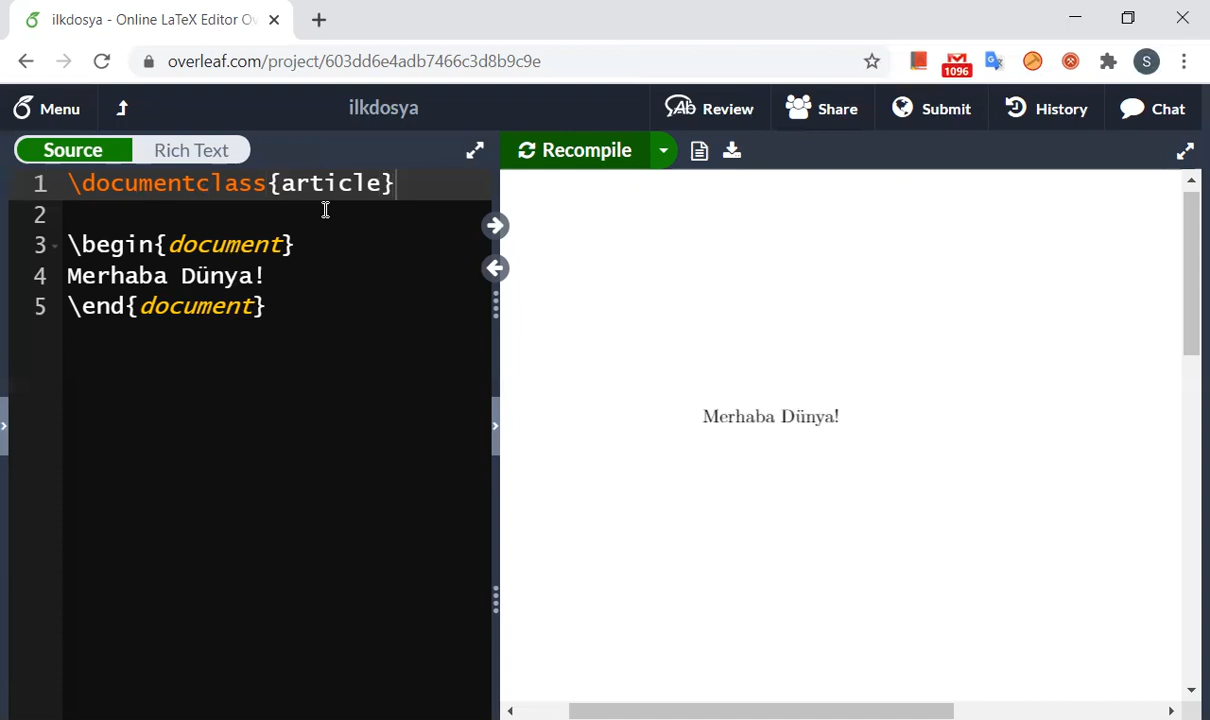 ilkdosya - Online LaTeX Editor Ov
overleaf.com/project/603dd6e4adb7466c3d8b9c9e
1096
S
Menu
ilkdosya
Review
Share
Submit
History
Chat
Source
Rich Text
Recompile
1 \documentclass{article}
2
3 \begin{document}
4 Merhaba Dünya!
5 \end{document}
Merhaba Dünya!